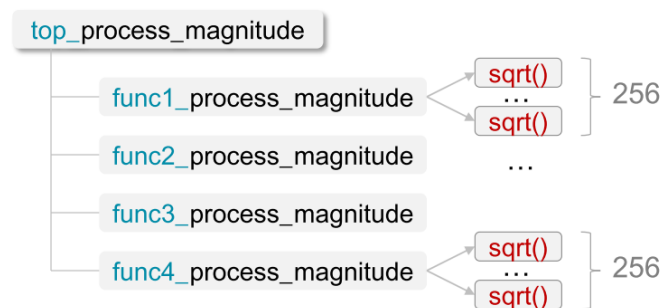 top_process_magnitude
func1_process_magnitude
sqrt()
...
sqrt()
256
func2_process_magnitude
...
func3_process_magnitude
func4_process_magnitude
sqrt()
...
sqrt()
256